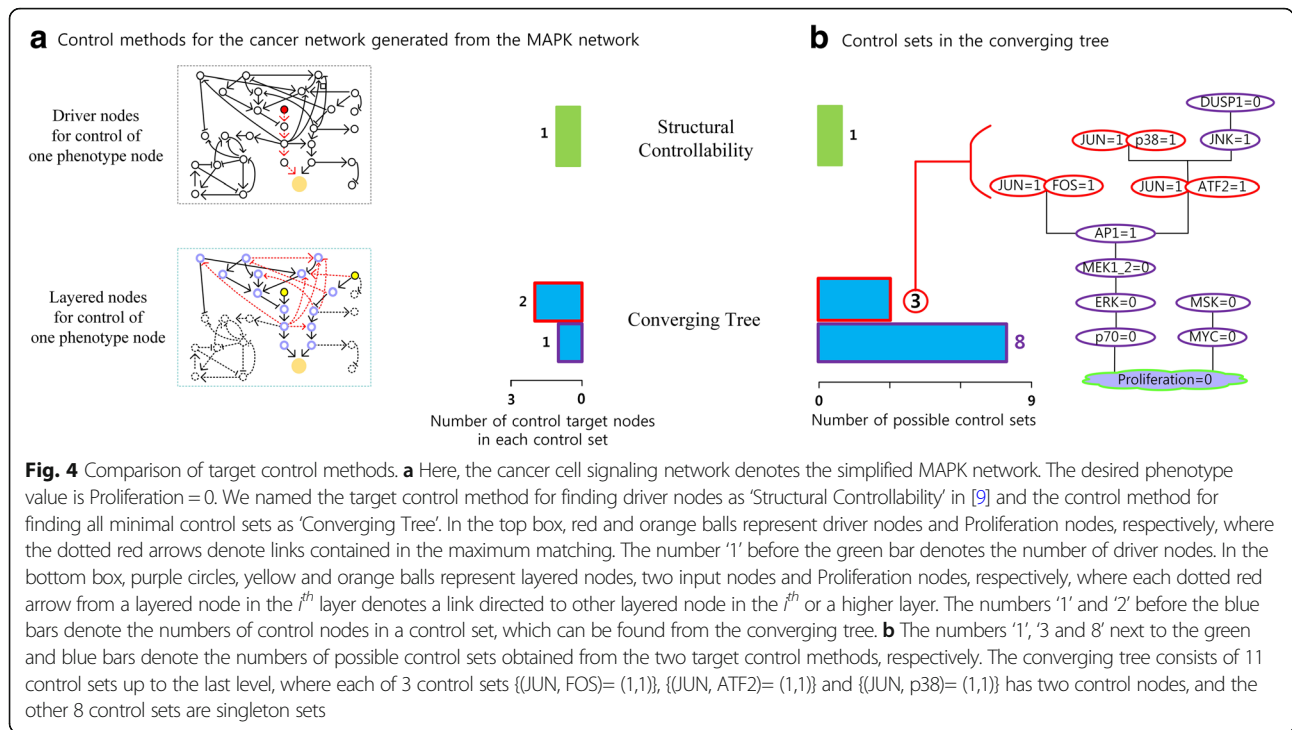 a Control methods for the cancer network generated from the MAPK network
b Control sets in the converging tree
Driver nodes
for control of
one phenotype node
1
Structural
Controllability
1
DUSP1=0
JUN=1 p38=1
JNK=1
JUN=1 FOS=1
JUN=1 ATF2=1
AP1=1
MEK1_2=0
ERK=0
MSK=0
p70=0
MYC=0
Proliferation=0
Layered nodes
for control of
one phenotype node
2
1
Converging Tree
3
8
3 0
Number of control target nodes
in each control set
0 9
Number of possible control sets
Fig. 4 Comparison of target control methods. a Here, the cancer cell signaling network denotes the simplified MAPK network. The desired phenotype
value is Proliferation = 0. We named the target control method for finding driver nodes as 'Structural Controllability' in [9] and the control method for
finding all minimal control sets as 'Converging Tree'. In the top box, red and orange balls represent driver nodes and Proliferation nodes, respectively, where
the dotted red arrows denote links contained in the maximum matching. The number '1' before the green bar denotes the number of driver nodes. In the
bottom box, purple circles, yellow and orange balls represent layered nodes, two input nodes and Proliferation nodes, respectively, where each dotted red
arrow from a layered node in the ith layer denotes a link directed to other layered node in the ith or a higher layer. The numbers '1' and '2' before the blue
bars denote the numbers of control nodes in a control set, which can be found from the converging tree. b The numbers '1', '3 and 8' next to the green
and blue bars denote the numbers of possible control sets obtained from the two target control methods, respectively. The converging tree consists of 11
control sets up to the last level, where each of 3 control sets {(JUN, FOS)= (1,1)}, {(JUN, ATF2)= (1,1)} and {(JUN, p38)= (1,1)} has two control nodes, and the
other 8 control sets are singleton sets